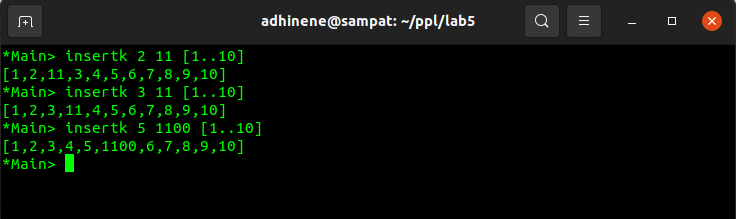 adhinene@sampat: ~/ppl/lab5
*Main> insertk 2 11 [1..10]
[1,2,11,3,4,5,6,7,8,9,10]
*Main> insertk 3 11 [1..10]
[1,2,3,11,4,5,6,7,8,9,10]
*Main> insertk 5 1100 [1..10]
[1,2,3,4,5,1100,6,7,8,9,10]
*Main>